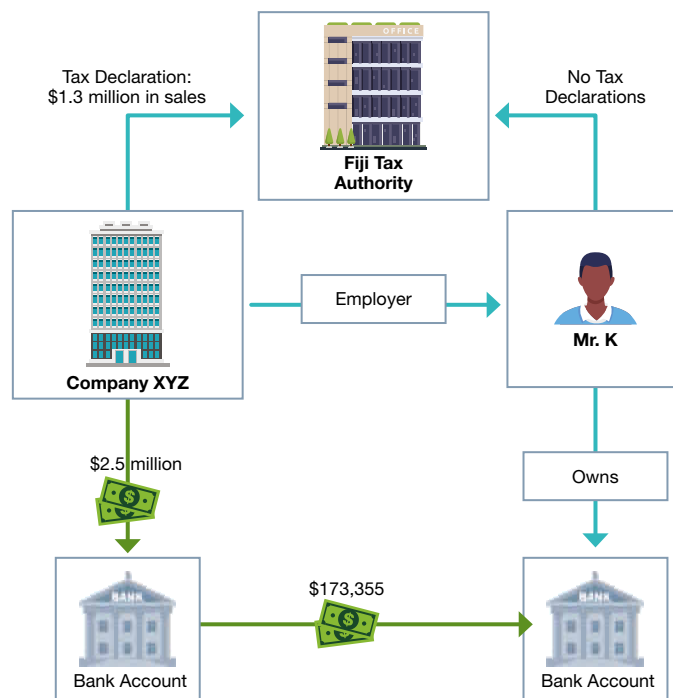 OFFICE
Tax Declaration:
$1.3 million in sales
No Tax
Declarations
Fiji Tax
Authority
Employer
Company XYZ
Mr. K
$2.5 million
Owns
$173,355
BANK
BANK
Bank Account
Bank Account